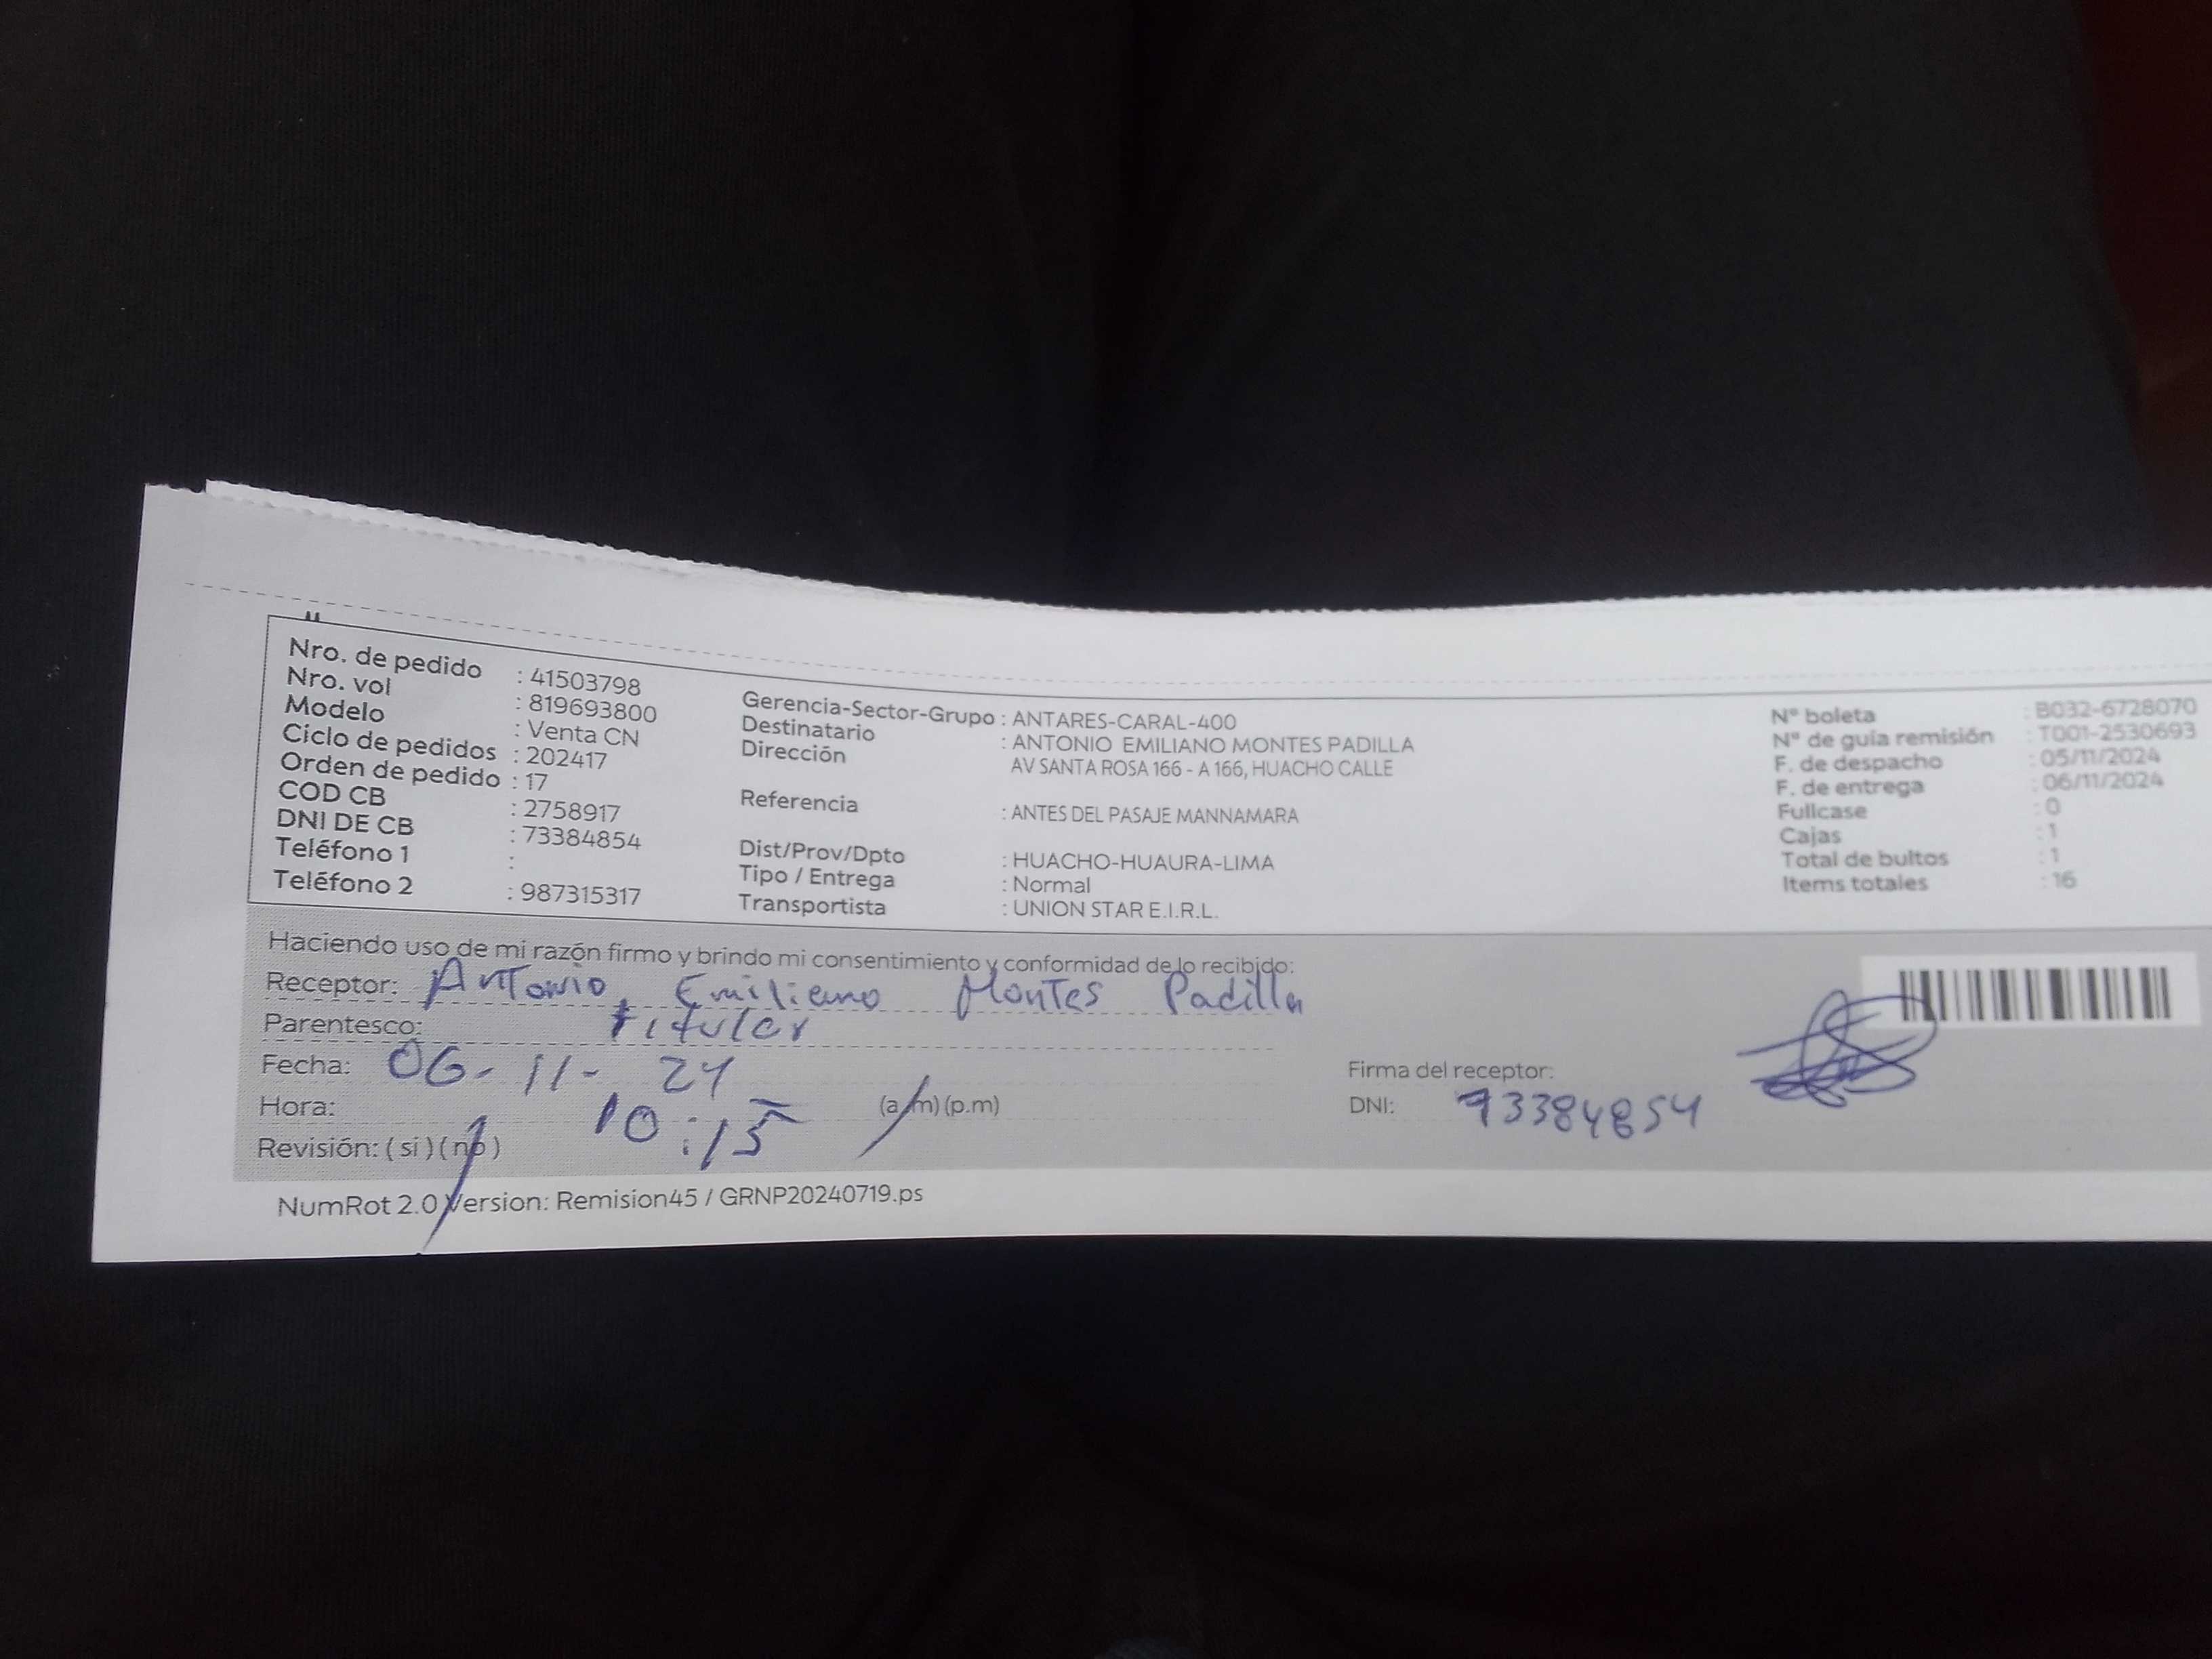 Nro. de pedido : 41503798
Nro. vol : 819693800
Modelo : Venta CN
Ciclo de pedidos : 202417
Orden de pedido : 17
COD CB : 2758917
DNI DE CB : 73384854
Teléfono 1 :
Teléfono 2 : 987315317
Gerencia-Sector-Grupo : ANTARES-CARAL-400
Destinatario : ANTONIO EMILIANO MONTES PADILLA
Dirección AV SANTA ROSA 166 - A 166, HUACHO CALLE
Referencia : ANTES DEL PASAJE MANNAMARA
Dist/Prov/Dpto : HUACHO-HUAURA-LIMA
Tipo / Entrega : Normal
Transportista : UNION STAR E.I.R.L.
N° boleta : B032-6728070
N° de guia remisión : T001-2530693
F. de despacho : 05/11/2024
F. de entrega : 06/11/2024
Fullcase : 0
Cajas : 1
Total de bultos : 1
Items totales : 16
Haciendo uso de mi razón firmo y brindo mi consentimiento y conformidad de lo recibido:
Receptor: Antonio Emiliano Montes Padilla
Parentesco: titular
Fecha: 06-11-24
Hora: 10:15 (a.m) (p.m)
Revisión: ( si ) ( no )
Firma del receptor:
DNI: 73384854
NumRot 2.0 Version: Remision45 / GRNP20240719.ps